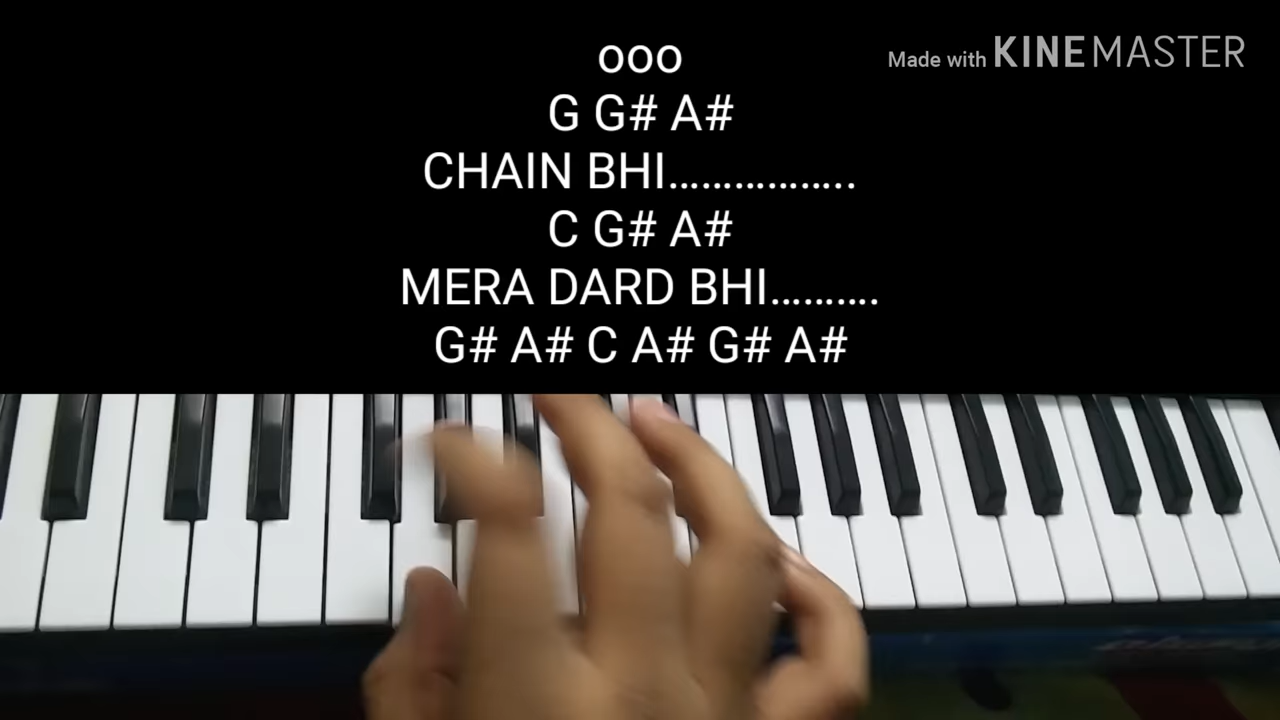 ooo
Made with KINEMASTER
G G# A#
CHAIN BHI……………..
C G# A#
MERA DARD BHI……….
G# A# C A# G# A#